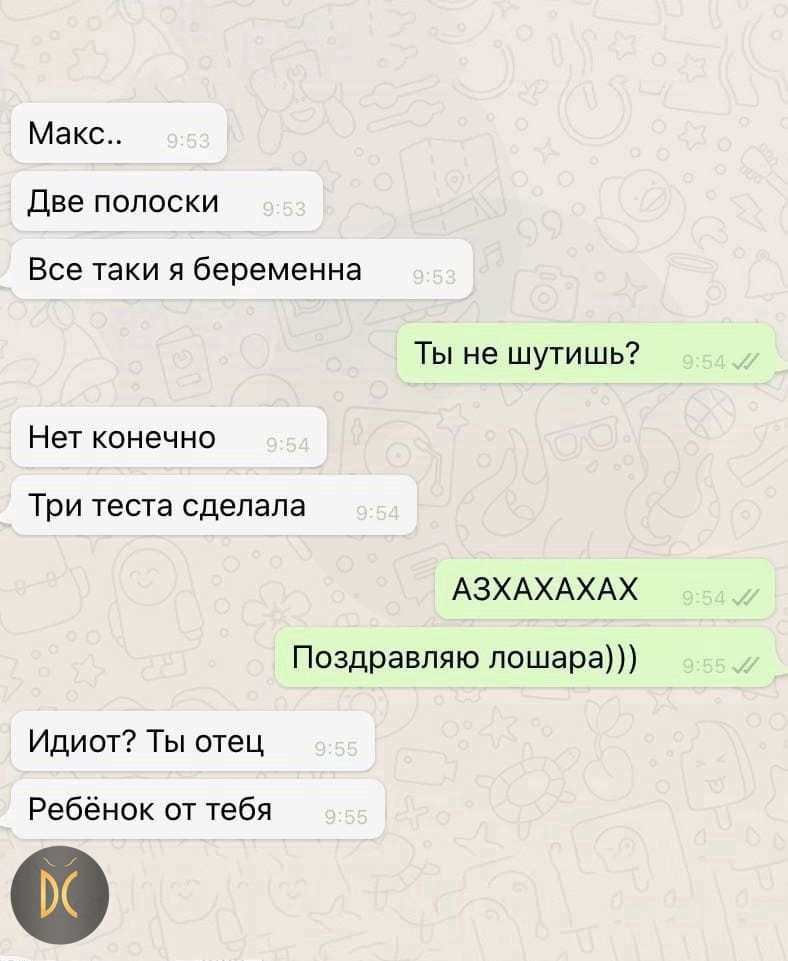 Макс.. 9:53
Две полоски 9:53
Все таки я беременна 9:53
Ты не шутишь? 9:54
Нет конечно 9:54
Три теста сделала 9:54
АЗХАХАХАХ 9:54
Поздравляю лошара))) 9:55
Идиот? Ты отец 9:55
Ребёнок от тебя 9:55
DC